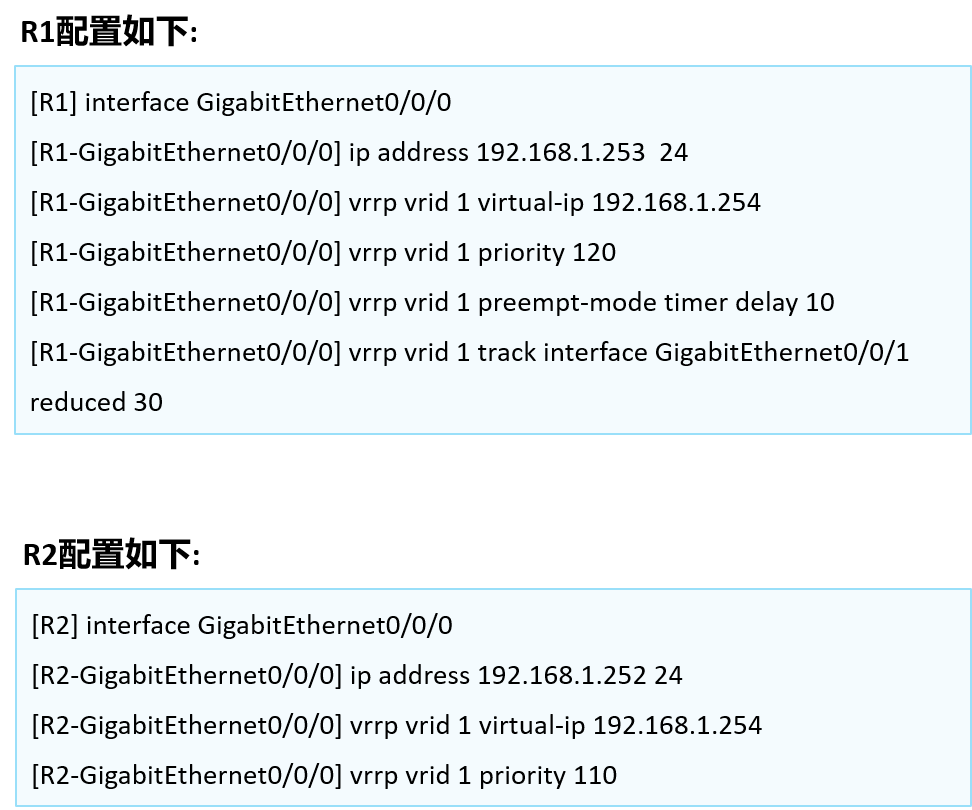 R1配置如下:
[R1] interface GigabitEthernet0/0/0
[R1-GigabitEthernet0/0/0] ip address 192.168.1.253  24
[R1-GigabitEthernet0/0/0] vrrp vrid 1 virtual-ip 192.168.1.254
[R1-GigabitEthernet0/0/0] vrrp vrid 1 priority 120
[R1-GigabitEthernet0/0/0] vrrp vrid 1 preempt-mode timer delay 10
[R1-GigabitEthernet0/0/0] vrrp vrid 1 track interface GigabitEthernet0/0/1
reduced 30
R2配置如下:
[R2] interface GigabitEthernet0/0/0
[R2-GigabitEthernet0/0/0] ip address 192.168.1.252 24
[R2-GigabitEthernet0/0/0] vrrp vrid 1 virtual-ip 192.168.1.254
[R2-GigabitEthernet0/0/0] vrrp vrid 1 priority 110